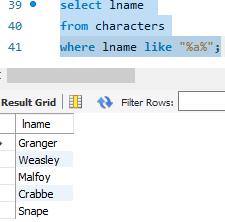 39 select lname
40 from characters
41 where lname like "%a%";
Result Grid Filter Rows:
lname
Granger
Weasley
Malfoy
Crabbe
Snape